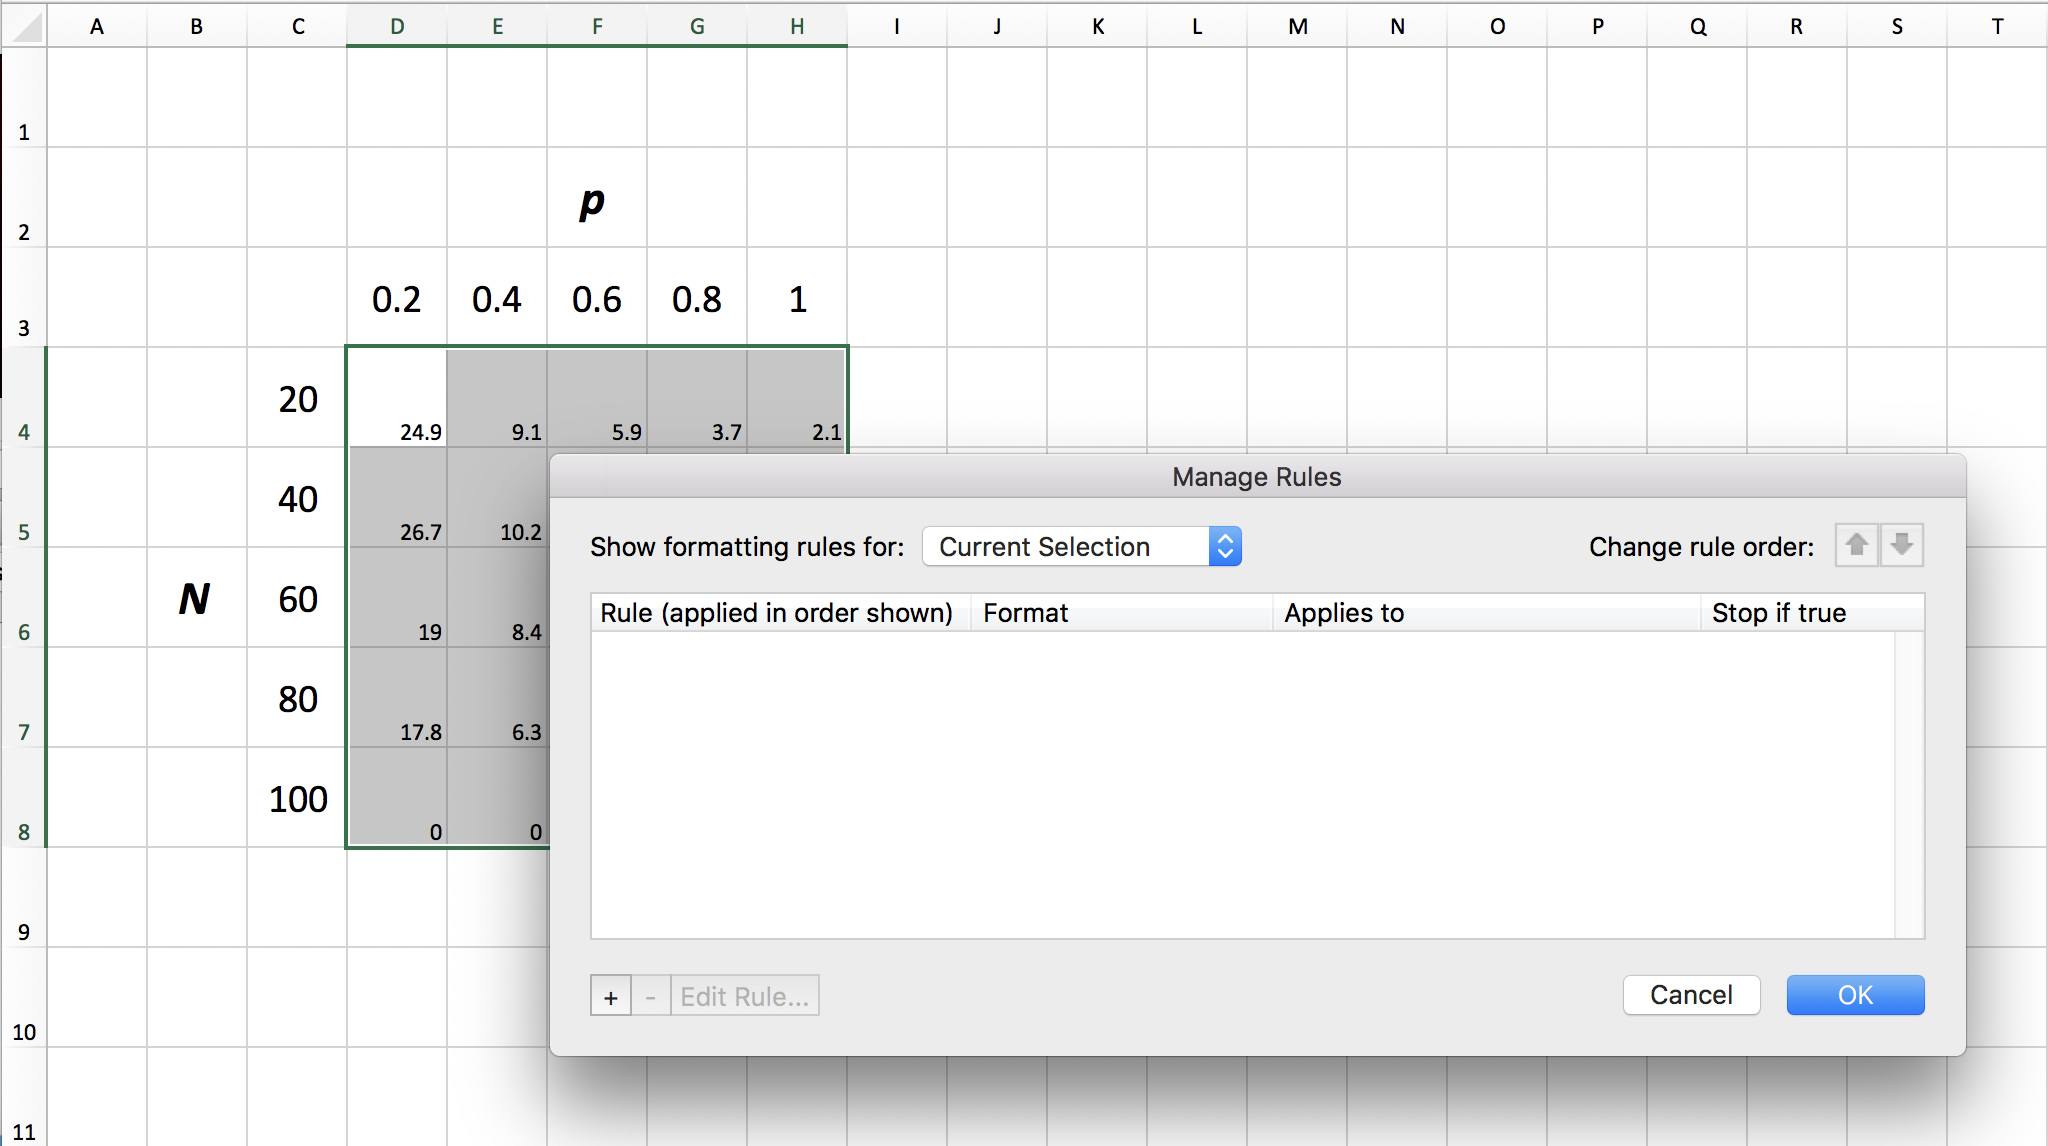 A B C D E F G H I J K L M N O P Q R S T
1
2 p
3 0.2 0.4 0.6 0.8 1
4 20 24.9 9.1 5.9 3.7 2.1
5 40 26.7 10.2
6 N 60 19 8.4
7 80 17.8 6.3
8 100 0 0
9
10
11
Manage Rules
Show formatting rules for: Current Selection Change rule order:
Rule (applied in order shown) Format Applies to Stop if true
+ - Edit Rule... Cancel OK